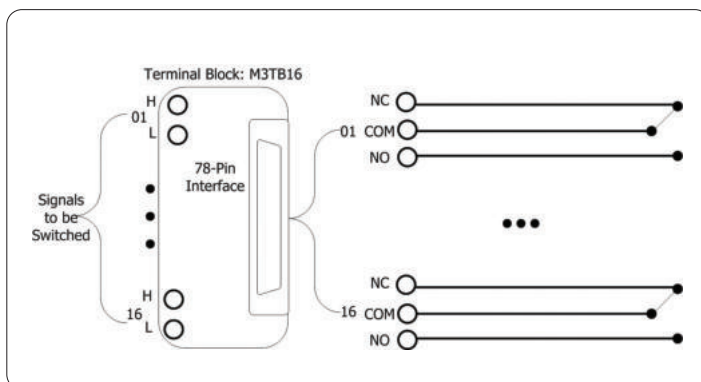 Terminal Block: M3TB16
H
01
L
78-Pin
Interface
Signals
to be
Switched
H
16
L
NC
01 COM
NO
NC
16 COM
NO